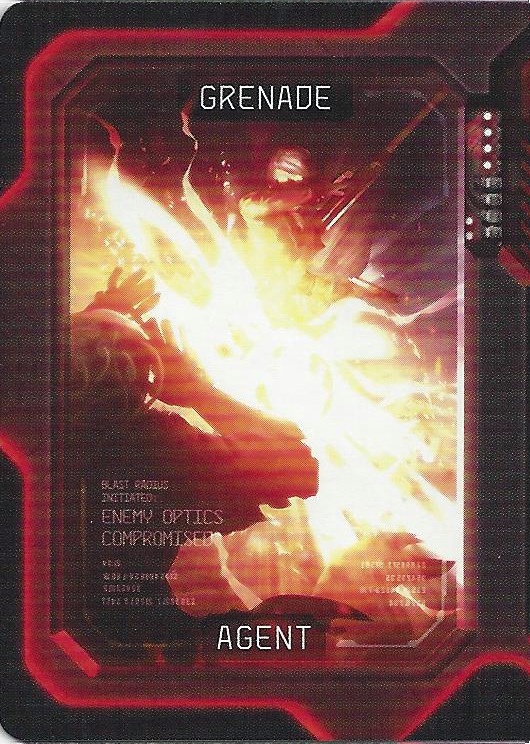 GRENADE
BLAST RADIUS
INITIATED:
ENEMY OPTICS
COMPROMISED
AGENT